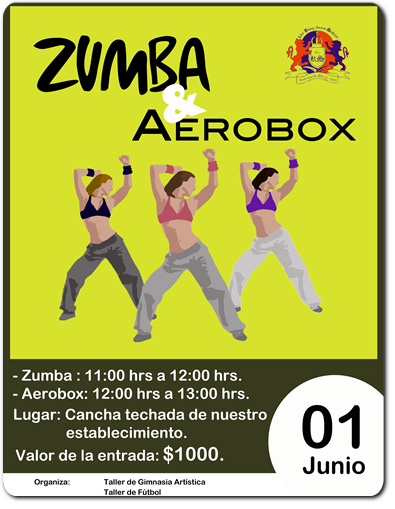 ZUMBA
&
AEROBOX
- Zumba : 11:00 hrs a 12:00 hrs.
- Aerobox: 12:00 hrs a 13:00 hrs.
Lugar: Cancha techada de nuestro
establecimiento.
Valor de la entrada: $1000.
01
Junio
Organiza: Taller de Gimnasia Artística
Taller de Fútbol